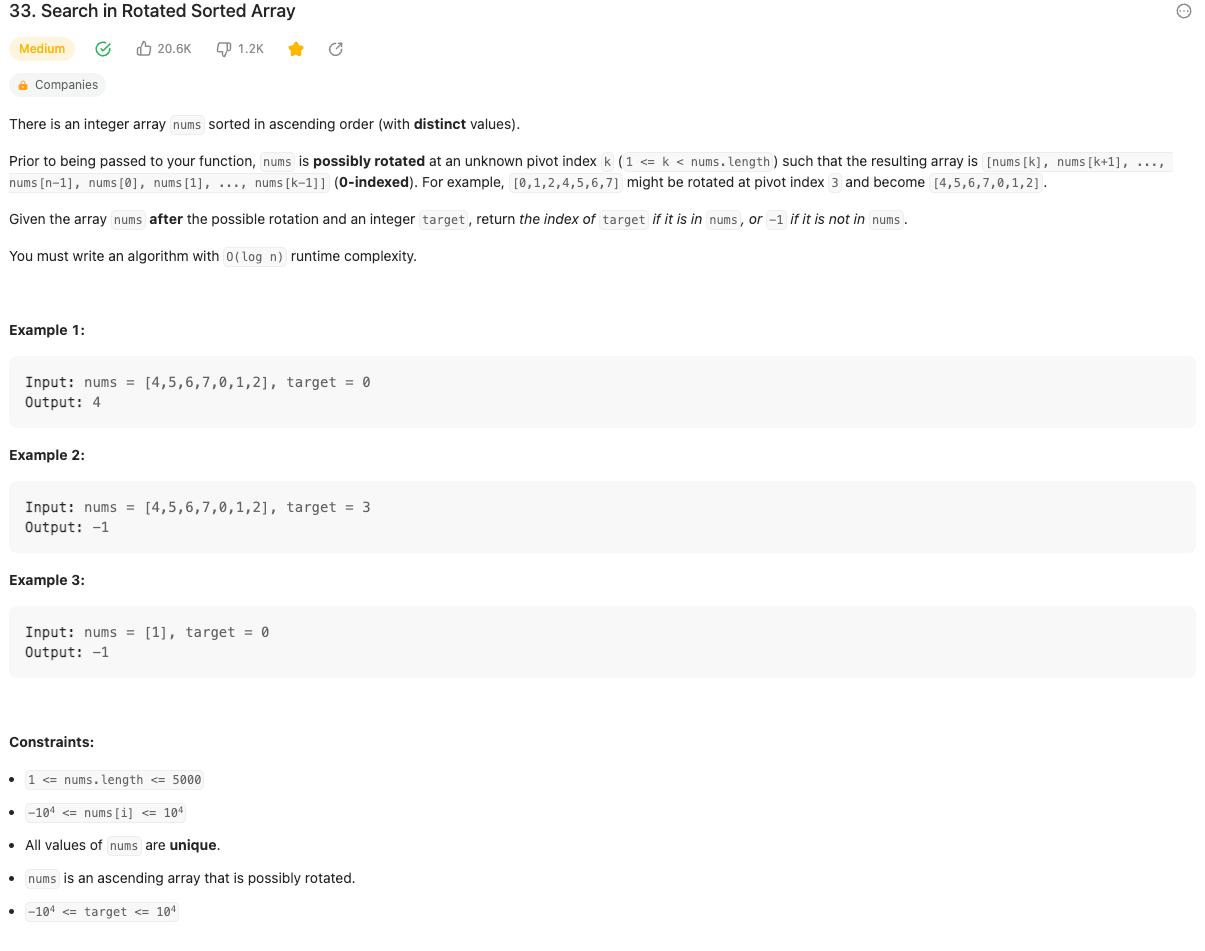 33. Search in Rotated Sorted Array
Medium 20.6K 1.2K
Companies
There is an integer array nums sorted in ascending order (with distinct values).
Prior to being passed to your function, nums is possibly rotated at an unknown pivot index k (1 <= k < nums.length) such that the resulting array is [nums[k], nums[k+1], ...,
nums[n-1], nums[0], nums[1], ..., nums[k-1]] (0-indexed). For example, [0,1,2,4,5,6,7] might be rotated at pivot index 3 and become [4,5,6,7,0,1,2].
Given the array nums after the possible rotation and an integer target, return the index of target if it is in nums, or -1 if it is not in nums.
You must write an algorithm with O(log n) runtime complexity.
Example 1:
Input: nums = [4,5,6,7,0,1,2], target = 0
Output: 4
Example 2:
Input: nums = [4,5,6,7,0,1,2], target = 3
Output: -1
Example 3:
Input: nums = [1], target = 0
Output: -1
Constraints:
• 1 <= nums.length <= 5000
• -10⁴ <= nums[i] <= 10⁴
• All values of nums are unique.
• nums is an ascending array that is possibly rotated.
• -10⁴ <= target <= 10⁴